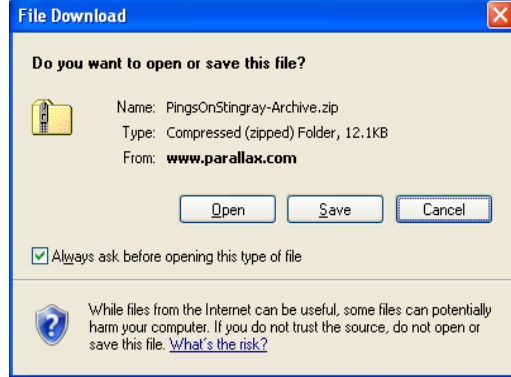 File Download
Do you want to open or save this file?
Name: PingsOnStingray-Archive.zip
Type: Compressed (zipped) Folder, 12.1KB
From: www.parallax.com
Open Save Cancel
Always ask before opening this type of file
While files from the Internet can be useful, some files can potentially
harm your computer. If you do not trust the source, do not open or
save this file. What's the risk?